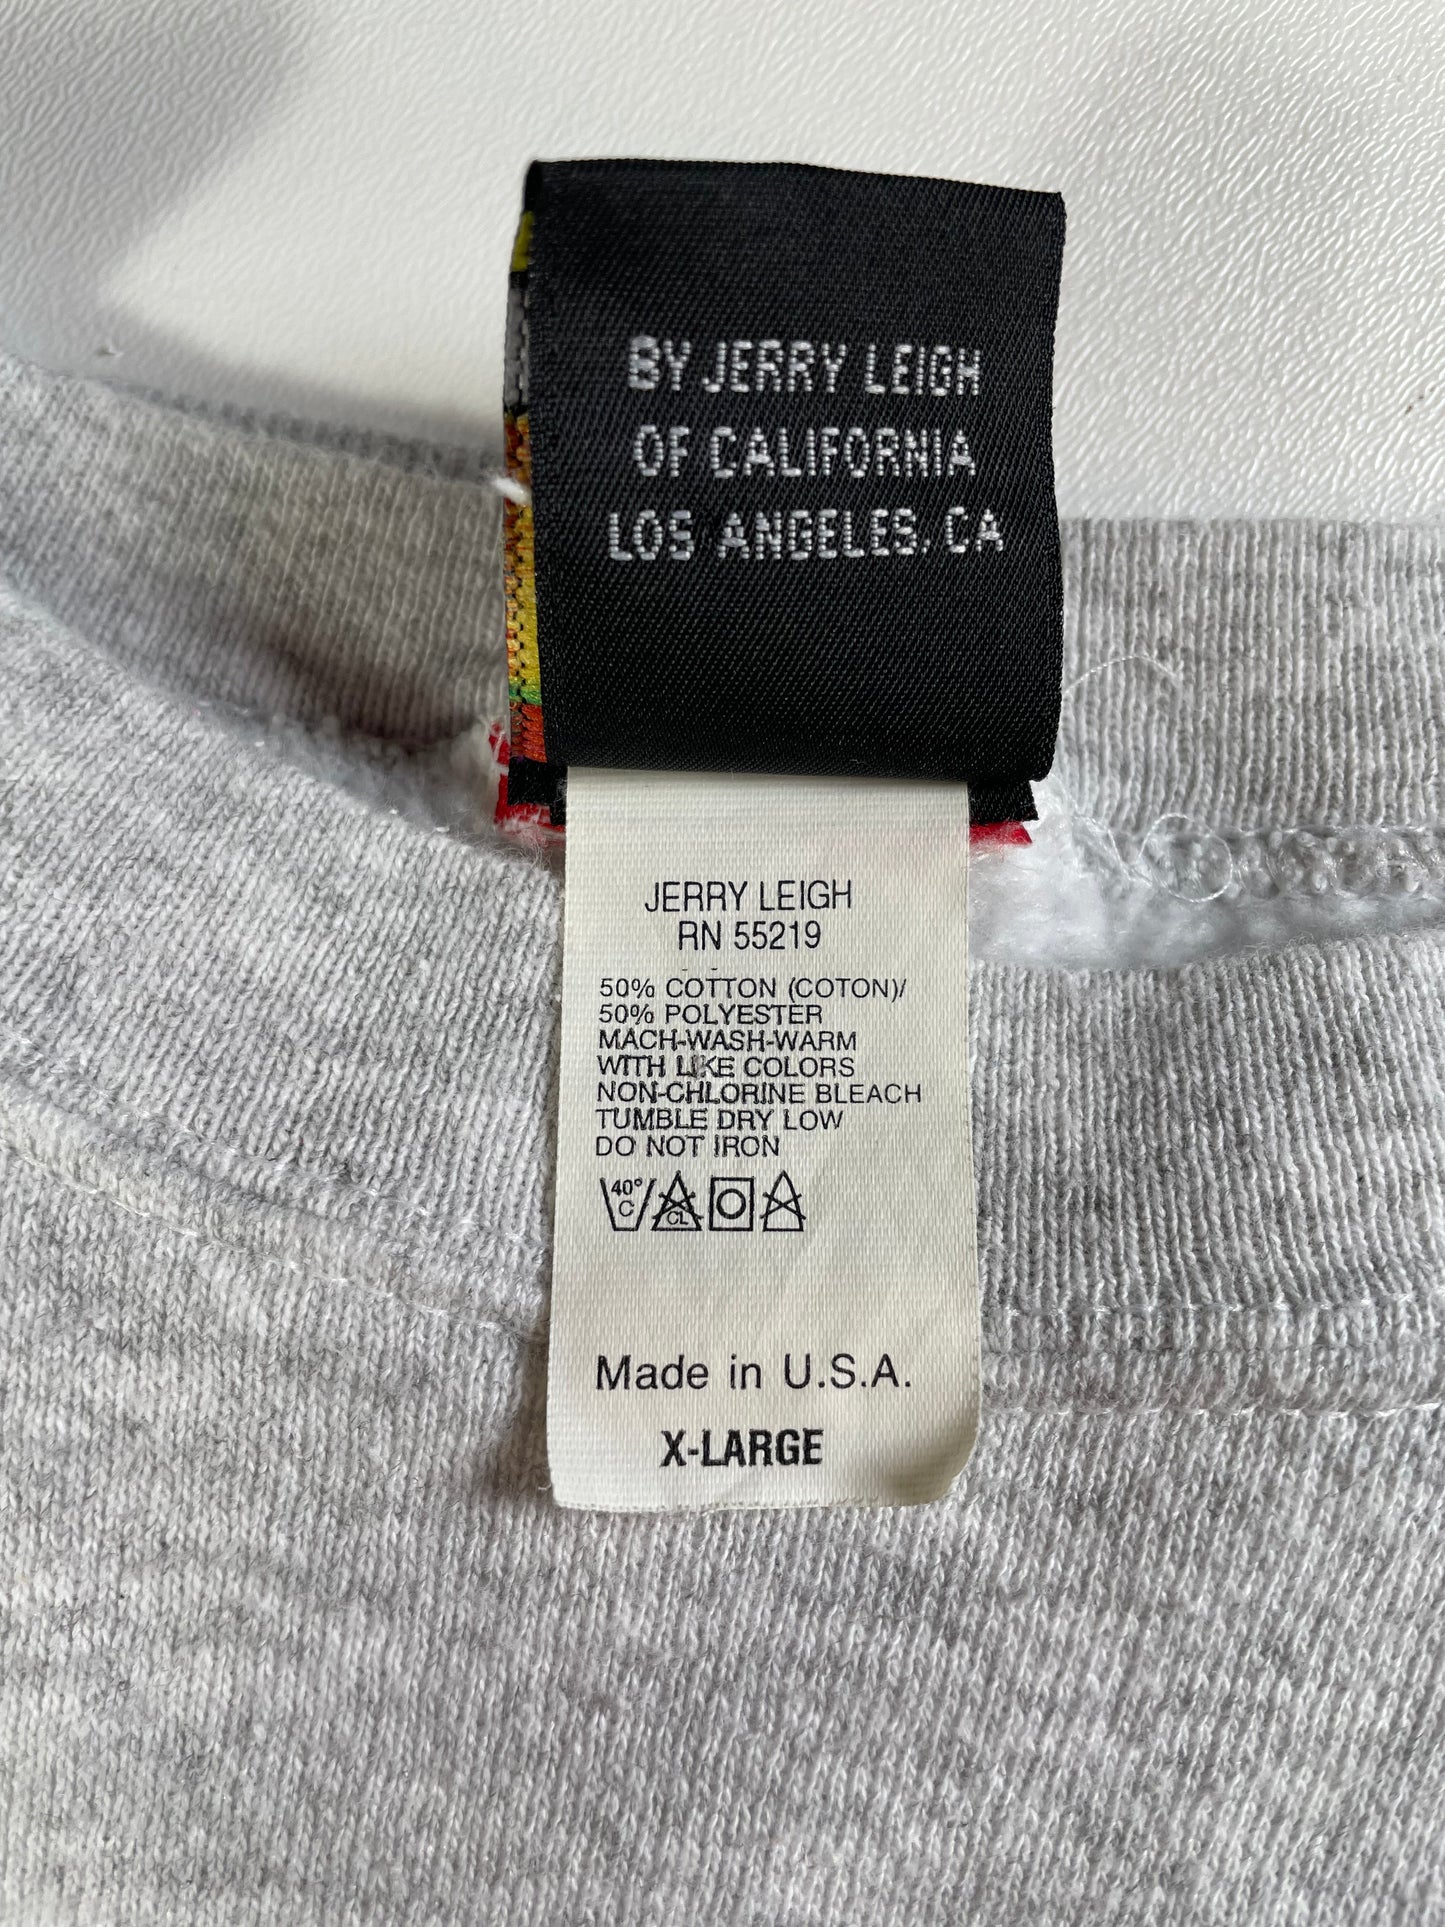 BY JERRY LEIGH
OF CALIFORNIA
LOS ANGELES, CA
JERRY LEIGH
RN 55219
50% COTTON (COTON)/
50% POLYESTER
MACH-WASH-WARM
WITH LIKE COLORS
NON-CHLORINE BLEACH
TUMBLE DRY LOW
DO NOT IRON
40°
C
CL
Made in U.S.A.
X-LARGE